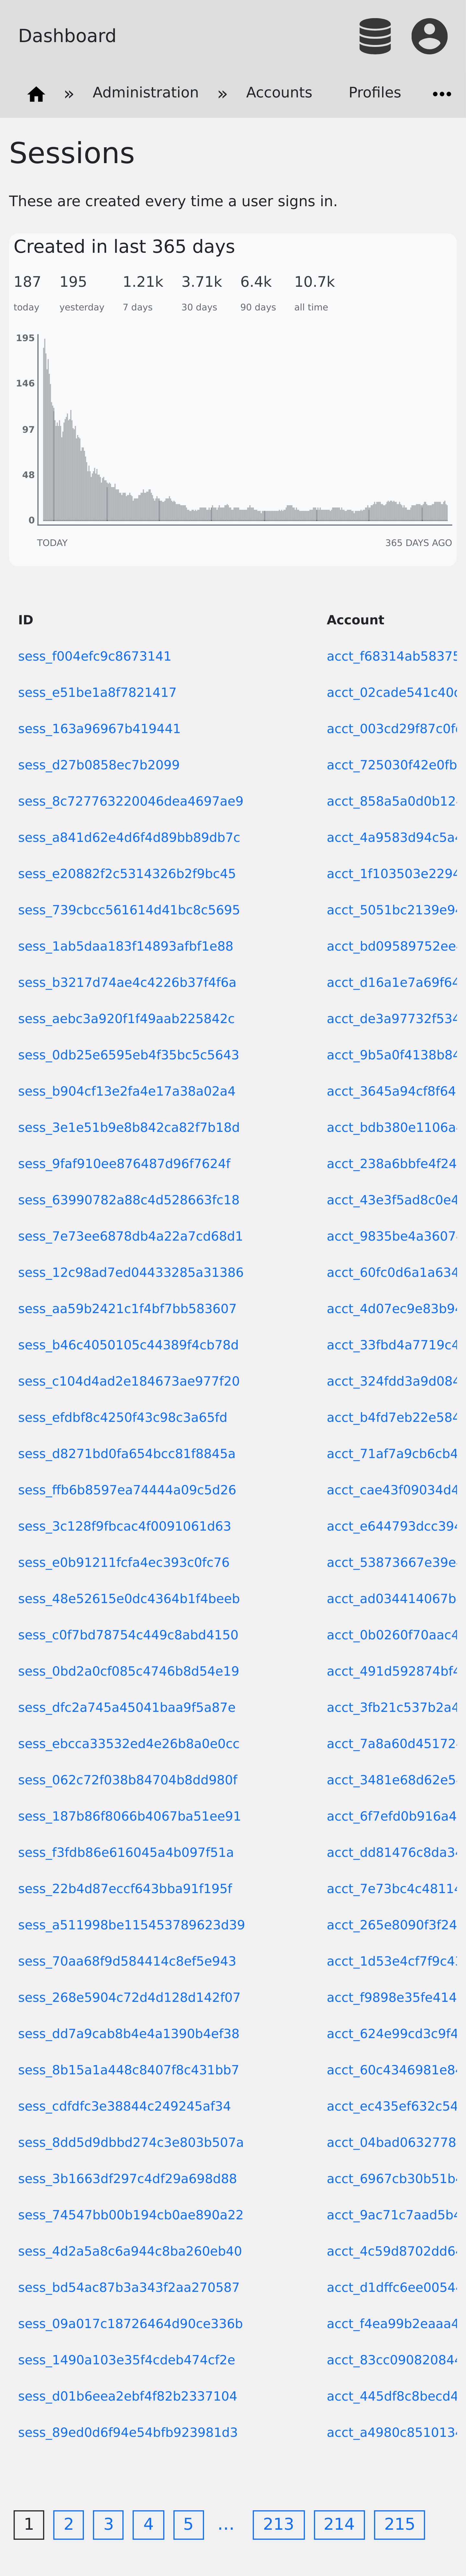 Dashboard
» Administration » Accounts Profiles •••
Sessions
These are created every time a user signs in.
Created in last 365 days
187 195 1.21k 3.71k 6.4k 10.7k
today yesterday 7 days 30 days 90 days all time
195
146
97
48
0
TODAY 365 DAYS AGO
ID Account
sess_f004efc9c8673141 acct_f68314ab58375
sess_e51be1a8f7821417 acct_02cade541c40
sess_163a96967b419441 acct_003cd29f87c0f
sess_d27b0858ec7b2099 acct_725030f42e0fb
sess_8c727763220046dea4697ae9 acct_858a5a0d0b12
sess_a841d62e4d6f4d89bb89db7c acct_4a9583d94c5a
sess_e20882f2c5314326b2f9bc45 acct_1f103503e2294
sess_739cbcc561614d41bc8c5695 acct_5051bc2139e9
sess_1ab5daa183f14893afbf1e88 acct_bd09589752ee
sess_b3217d74ae4c4226b37f4f6a acct_d16a1e7a69f64
sess_aebc3a920f1f49aab225842c acct_de3a97732f534
sess_0db25e6595eb4f35bc5c5643 acct_9b5a0f4138b84
sess_b904cf13e2fa4e17a38a02a4 acct_3645a94cf8f64
sess_3e1e51b9e8b842ca82f7b18d acct_bdb380e1106a
sess_9faf910ee876487d96f7624f acct_238a6bbfe4f24
sess_63990782a88c4d528663fc18 acct_43e3f5ad8c0e4
sess_7e73ee6878db4a22a7cd68d1 acct_9835be4a3607
sess_12c98ad7ed04433285a31386 acct_60fc0d6a1a634
sess_aa59b2421c1f4bf7bb583607 acct_4d07ec9e83b9
sess_b46c4050105c44389f4cb78d acct_33fbd4a7719c4
sess_c104d4ad2e184673ae977f20 acct_324fdd3a9d084
sess_efdbf8c4250f43c98c3a65fd acct_b4fd7eb22e584
sess_d8271bd0fa654bcc81f8845a acct_71af7a9cb6cb4
sess_ffb6b8597ea74444a09c5d26 acct_cae43f09034d4
sess_3c128f9fbcac4f0091061d63 acct_e644793dcc394
sess_e0b91211fcfa4ec393c0fc76 acct_53873667e39e
sess_48e52615e0dc4364b1f4beeb acct_ad034414067b
sess_c0f7bd78754c449c8abd4150 acct_0b0260f70aac4
sess_0bd2a0cf085c4746b8d54e19 acct_491d592874bf4
sess_dfc2a745a45041baa9f5a87e acct_3fb21c537b2a4
sess_ebcca33532ed4e26b8a0e0cc acct_7a8a60d45172
sess_062c72f038b84704b8dd980f acct_3481e68d62e5
sess_187b86f8066b4067ba51ee91 acct_6f7efd0b916a4
sess_f3fdb86e616045a4b097f51a acct_dd81476c8da3
sess_22b4d87eccf643bba91f195f acct_7e73bc4c48114
sess_a511998be115453789623d39 acct_265e8090f3f24
sess_70aa68f9d584414c8ef5e943 acct_1d53e4cf7f9c4
sess_268e5904c72d4d128d142f07 acct_f9898e35fe414
sess_dd7a9cab8b4e4a1390b4ef38 acct_624e99cd3c9f4
sess_8b15a1a448c8407f8c431bb7 acct_60c4346981e8
sess_cdfdfc3e38844c249245af34 acct_ec435ef632c54
sess_8dd5d9dbbd274c3e803b507a acct_04bad0632778
sess_3b1663df297c4df29a698d88 acct_6967cb30b51b
sess_74547bb00b194cb0ae890a22 acct_9ac71c7aad5b4
sess_4d2a5a8c6a944c8ba260eb40 acct_4c59d8702dd6
sess_bd54ac87b3a343f2aa270587 acct_d1dffc6ee0054
sess_09a017c18726464d90ce336b acct_f4ea99b2eaaa4
sess_1490a103e35f4cdeb474cf2e acct_83cc090820844
sess_d01b6eea2ebf4f82b2337104 acct_445df8c8becd4
sess_89ed0d6f94e54bfb923981d3 acct_a4980c8510134
1 2 3 4 5 … 213 214 215